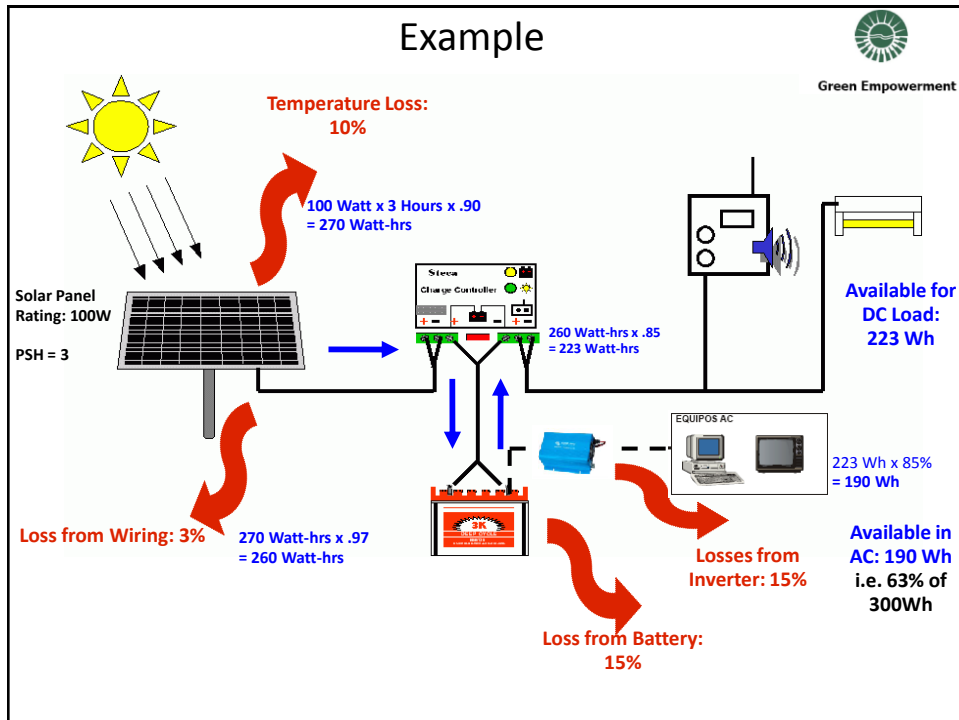 Example
Green Empowerment
Temperature Loss:
10%
100 Watt x 3 Hours x .90
= 270 Watt-hrs
Solar Panel
Rating: 100W
PSH = 3
Steca
Charge Controller
+ -
+ -
+ -
260 Watt-hrs x .85
= 223 Watt-hrs
Available for
DC Load:
223 Wh
EQUIPOS AC
223 Wh x 85%
= 190 Wh
3K
Loss from Wiring: 3%
270 Watt-hrs x .97
= 260 Watt-hrs
Losses from
Inverter: 15%
Available in
AC: 190 Wh
i.e. 63% of
300Wh
Loss from Battery:
15%